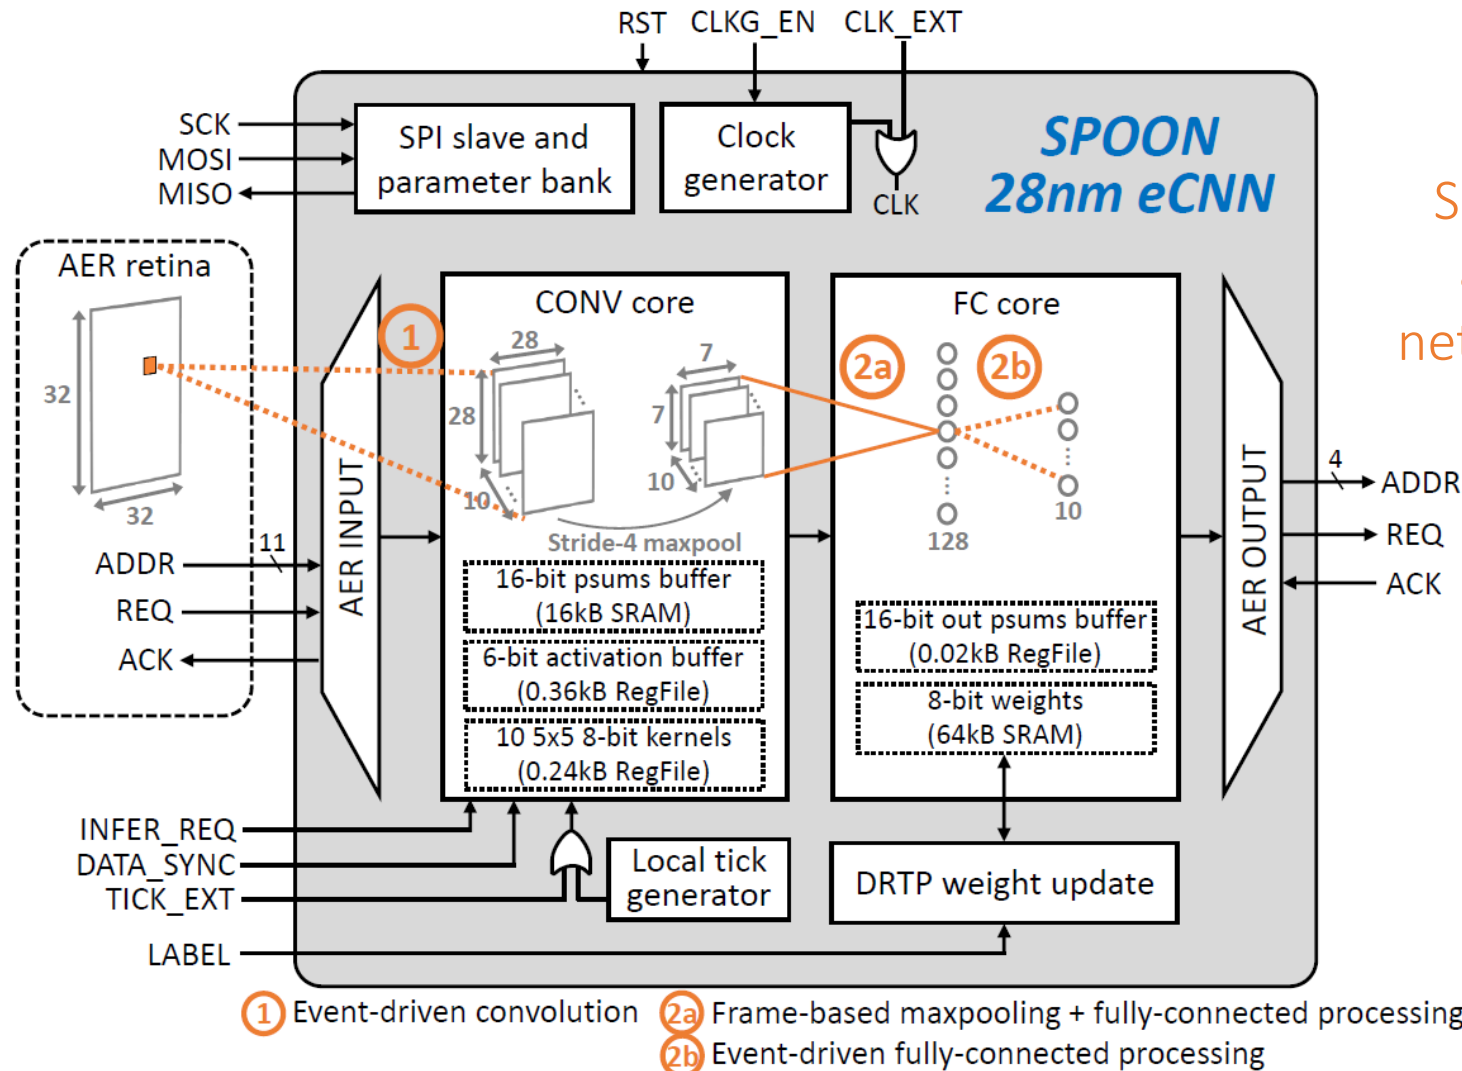 RST
CLKG_EN
CLK_EXT
SCK
MOSI
MISO
SPI slave and
parameter bank
Clock
generator
CLK
SPOON
28nm eCNN
S
net
AER retina
32
32
ADDR
11
REQ
ACK
AER INPUT
1
CONV core
28
28
10
7
7
10
Stride-4 maxpool
16-bit psums buffer
(16kB SRAM)
6-bit activation buffer
(0.36kB RegFile)
10 5x5 8-bit kernels
(0.24kB RegFile)
FC core
2a
2b
128
10
16-bit out psums buffer
(0.02kB RegFile)
8-bit weights
(64kB SRAM)
AER OUTPUT
4
ADDR
REQ
ACK
INFER_REQ
DATA_SYNC
TICK_EXT
LABEL
Local tick
generator
DRTP weight update
1 Event-driven convolution
2a Frame-based maxpooling + fully-connected processing
2b Event-driven fully-connected processing